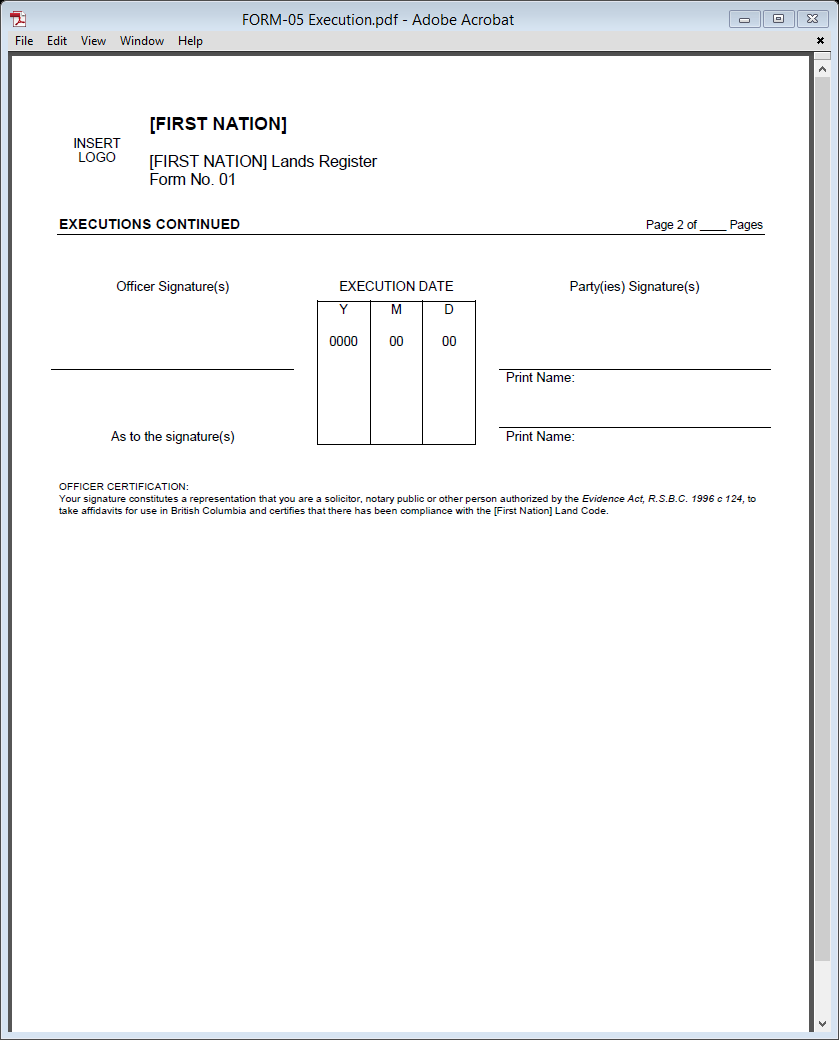 FORM-05 Execution.pdf - Adobe Acrobat
File Edit View Window Help
[FIRST NATION]
INSERT
LOGO
[FIRST NATION] Lands Register
Form No. 01
EXECUTIONS CONTINUED Page 2 of ____ Pages
Officer Signature(s) EXECUTION DATE Party(ies) Signature(s)
Y M D
0000 00 00
Print Name:
As to the signature(s) Print Name:
OFFICER CERTIFICATION:
Your signature constitutes a representation that you are a solicitor, notary public or other person authorized by the Evidence Act, R.S.B.C. 1996 c 124, to
take affidavits for use in British Columbia and certifies that there has been compliance with the [First Nation] Land Code.